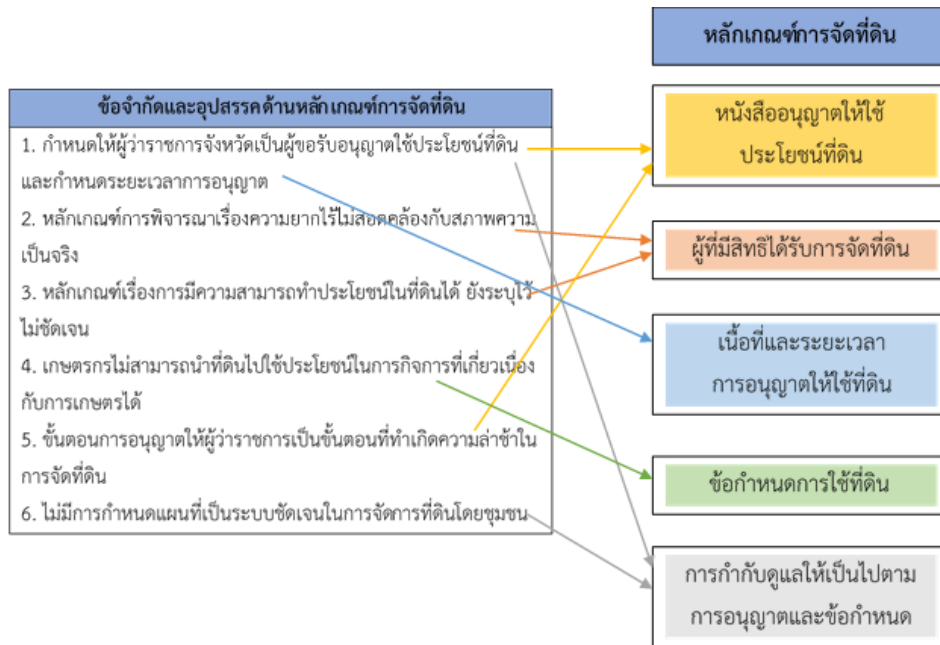 หลักเกณฑ์การจัดที่ดิน
ข้อจำกัดและอุปสรรคด้านหลักเกณฑ์การจัดที่ดิน
1. กำหนดให้ผู้ว่าราชการจังหวัดเป็นผู้ขอรับอนุญาตใช้ประโยชน์ที่ดิน
และกำหนดระยะเวลาการอนุญาต
2. หลักเกณฑ์การพิจารณาเรื่องความยากไร้ไม่สอดคล้องกับสภาพความ
เป็นจริง
3. หลักเกณฑ์เรื่องการมีความสามารถทำประโยชน์ในที่ดินได้ ยังระบุไว้
ไม่ชัดเจน
4. เกษตรกรไม่สามารถนำที่ดินไปใช้ประโยชน์ในการกิจการที่เกี่ยวเนื่อง
กับการเกษตรได้
5. ขั้นตอนการอนุญาตให้ผู้ว่าราชการเป็นขั้นตอนที่ทำเกิดความล่าช้าใน
การจัดที่ดิน
6. ไม่มีการกำหนดแผนที่เป็นระบบชัดเจนในการจัดการที่ดินโดยชุมชน
หนังสืออนุญาตให้ใช้
ประโยชน์ที่ดิน
ผู้ที่มีสิทธิได้รับการจัดที่ดิน
เนื้อที่และระยะเวลา
การอนุญาตให้ใช้ที่ดิน
ข้อกำหนดการใช้ที่ดิน
การกำกับดูแลให้เป็นไปตาม
การอนุญาตและข้อกำหนด